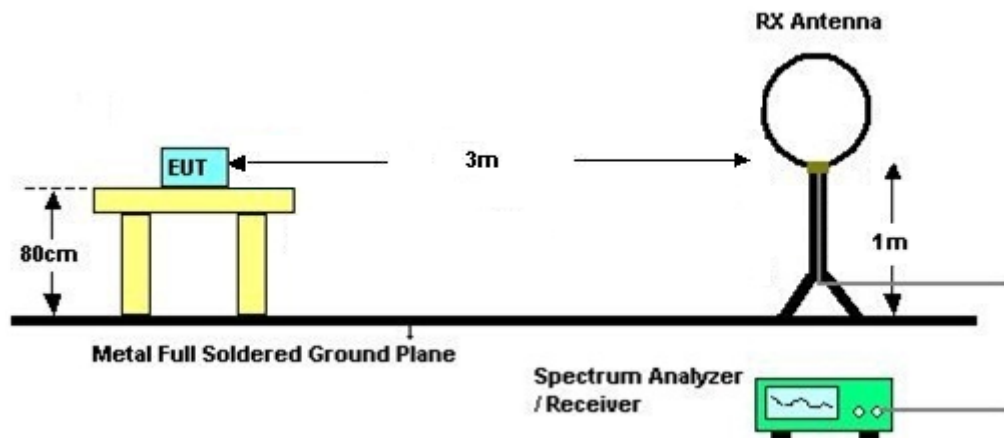 RX Antenna
EUT
3m
80cm
1m
Metal Full Soldered Ground Plane
Spectrum Analyzer
/ Receiver